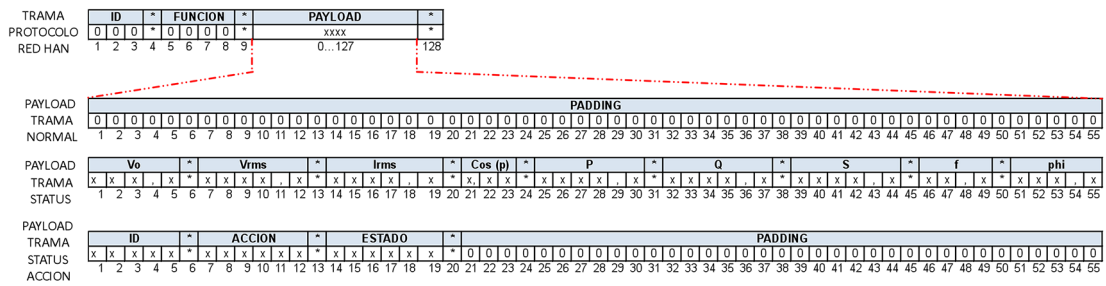 TRAMA ID * FUNCION * PAYLOAD *
PROTOCOLO 0 0 0 * 0 0 0 0 * xxxx *
RED HAN 1 2 3 4 5 6 7 8 9 0...127 128
PAYLOAD PADDING
TRAMA 0 0 0 0 0 0 0 0 0 0 0 0 0 0 0 0 0 0 0 0 0 0 0 0 0 0 0 0 0 0 0 0 0 0 0 0 0 0 0 0 0 0 0 0 0 0 0 0 0 0 0 0 0 0 0
NORMAL 1 2 3 4 5 6 7 8 9 10 11 12 13 14 15 16 17 18 19 20 21 22 23 24 25 26 27 28 29 30 31 32 33 34 35 36 37 38 39 40 41 42 43 44 45 46 47 48 49 50 51 52 53 54 55
PAYLOAD Vo * Vrms * Irms * Cos (p) * P * Q * S * f * phi
TRAMA x x x , x * x x x x , x * x x x x , x * x, x x * x x x x , x * x x x x , x * x x x x , x * x x , x * x x x , x
STATUS 1 2 3 4 5 6 7 8 9 10 11 12 13 14 15 16 17 18 19 20 21 22 23 24 25 26 27 28 29 30 31 32 33 34 35 36 37 38 39 40 41 42 43 44 45 46 47 48 49 50 51 52 53 54 55
PAYLOAD
TRAMA ID * ACCION * ESTADO * PADDING
STATUS x x x x x * x x x x x x * x x x x x x * 0 0 0 0 0 0 0 0 0 0 0 0 0 0 0 0 0 0 0 0 0 0 0 0 0 0 0 0 0 0 0 0 0 0 0
ACCION 1 2 3 4 5 6 7 8 9 10 11 12 13 14 15 16 17 18 19 20 21 22 23 24 25 26 27 28 29 30 31 32 33 34 35 36 37 38 39 40 41 42 43 44 45 46 47 48 49 50 51 52 53 54 55